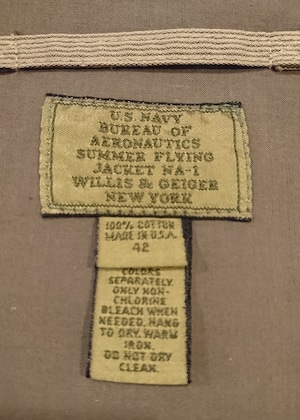 U.S. NAVY
BUREAU OF
AERONAUTICS
SUMMER FLYING
JACKET NA-1
WILLIS & GEIGER
NEW YORK
100% COTTON
MADE IN U.S.A.
42
COLORS
SEPARATELY.
ONLY NON-
CHLORINE
BLEACH WHEN
NEEDED. HANG
TO DRY. WARM
IRON.
DO NOT DRY
CLEAN.